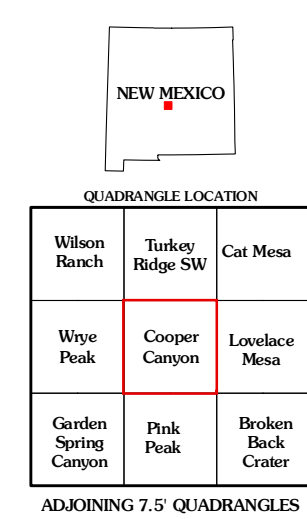 NEW MEXICO
QUADRANGLE LOCATION
Wilson
Ranch
Turkey
Ridge SW
Cat Mesa
Wrye
Peak
Cooper
Canyon
Lovelace
Mesa
Garden
Spring
Canyon
Pink
Peak
Broken
Back
Crater
ADJOINING 7.5' QUADRANGLES